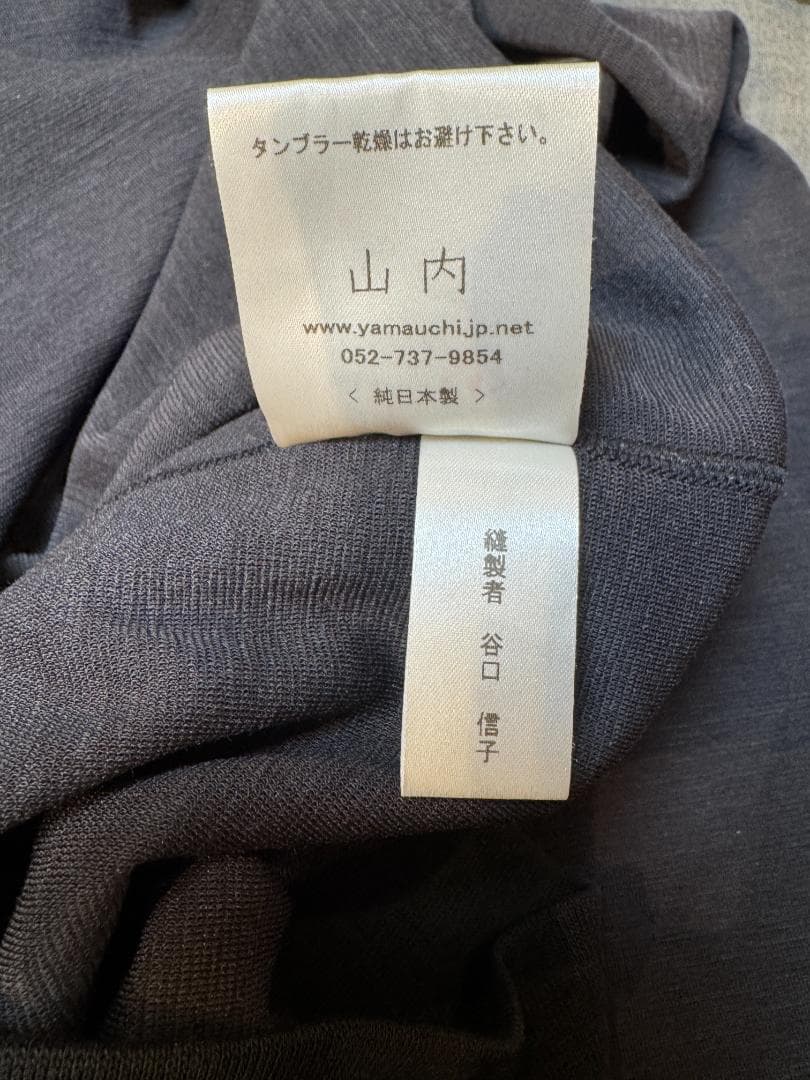 タンブラー乾燥はお避け下さい。
山内
www.yamauchi.jp.net
052-737-9854
< 純日本製 >
縫製者 谷口 信子